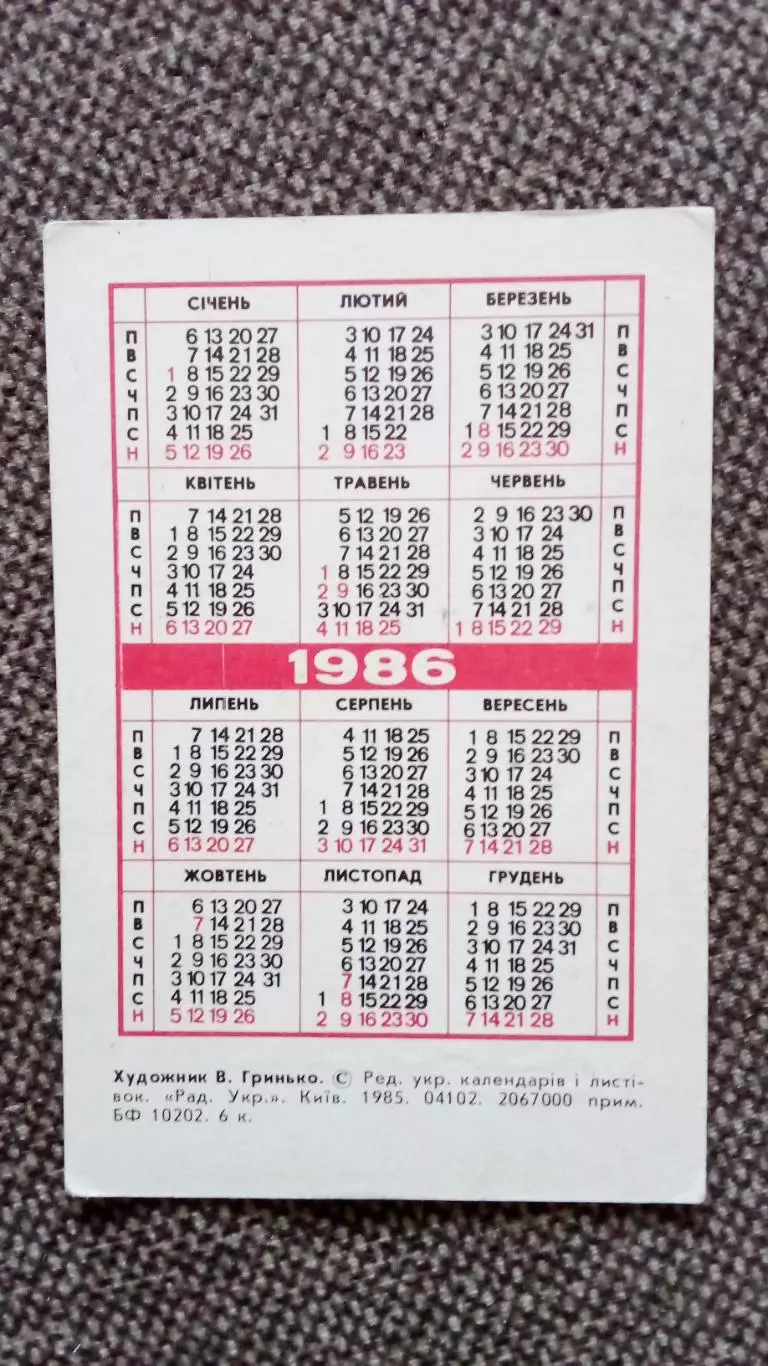 СІЧЕНЬ ЛЮТИЙ БЕРЕЗЕНЬ
П 6 13 20 27 3 10 17 24 3 10 17 24 31 П
В 7 14 21 28 4 11 18 25 4 11 18 25 В
С 1 8 15 22 29 5 12 19 26 5 12 19 26 С
Ч 2 9 16 23 30 6 13 20 27 6 13 20 27 Ч
П 3 10 17 24 31 7 14 21 28 7 14 21 28 П
С 4 11 18 25 1 8 15 22 1 8 15 22 29 С
Н 5 12 19 26 2 9 16 23 2 9 16 23 30 Н
КВІТЕНЬ ТРАВЕНЬ ЧЕРВЕНЬ
П 7 14 21 28 5 12 19 26 2 9 16 23 30 П
В 1 8 15 22 29 6 13 20 27 3 10 17 24 В
С 2 9 16 23 30 7 14 21 28 4 11 18 25 С
Ч 3 10 17 24 1 8 15 22 29 5 12 19 26 Ч
П 4 11 18 25 2 9 16 23 30 6 13 20 27 П
С 5 12 19 26 3 10 17 24 31 7 14 21 28 С
Н 6 13 20 27 4 11 18 25 1 8 15 22 29 Н
1986
ЛИПЕНЬ СЕРПЕНЬ ВЕРЕСЕНЬ
П 7 14 21 28 4 11 18 25 1 8 15 22 29 П
В 1 8 15 22 29 5 12 19 26 2 9 16 23 30 В
С 2 9 16 23 30 6 13 20 27 3 10 17 24 С
Ч 3 10 17 24 31 7 14 21 28 4 11 18 25 Ч
П 4 11 18 25 1 8 15 22 29 5 12 19 26 П
С 5 12 19 26 2 9 16 23 30 6 13 20 27 С
Н 6 13 20 27 3 10 17 24 31 7 14 21 28 Н
ЖОВТЕНЬ ЛИСТОПАД ГРУДЕНЬ
П 6 13 20 27 3 10 17 24 1 8 15 22 29 П
В 7 14 21 28 4 11 18 25 2 9 16 23 30 В
С 1 8 15 22 29 5 12 19 26 3 10 17 24 31 С
Ч 2 9 16 23 30 6 13 20 27 4 11 18 25 Ч
П 3 10 17 24 31 7 14 21 28 5 12 19 26 П
С 4 11 18 25 1 8 15 22 29 6 13 20 27 С
Н 5 12 19 26 2 9 16 23 30 7 14 21 28 Н
Художник В. Гринько. © Ред. укр. календарів і листі-
вок. «Рад. Укр.». Київ. 1985. 04102. 2067000 прим.
БФ 10202. 6 к.